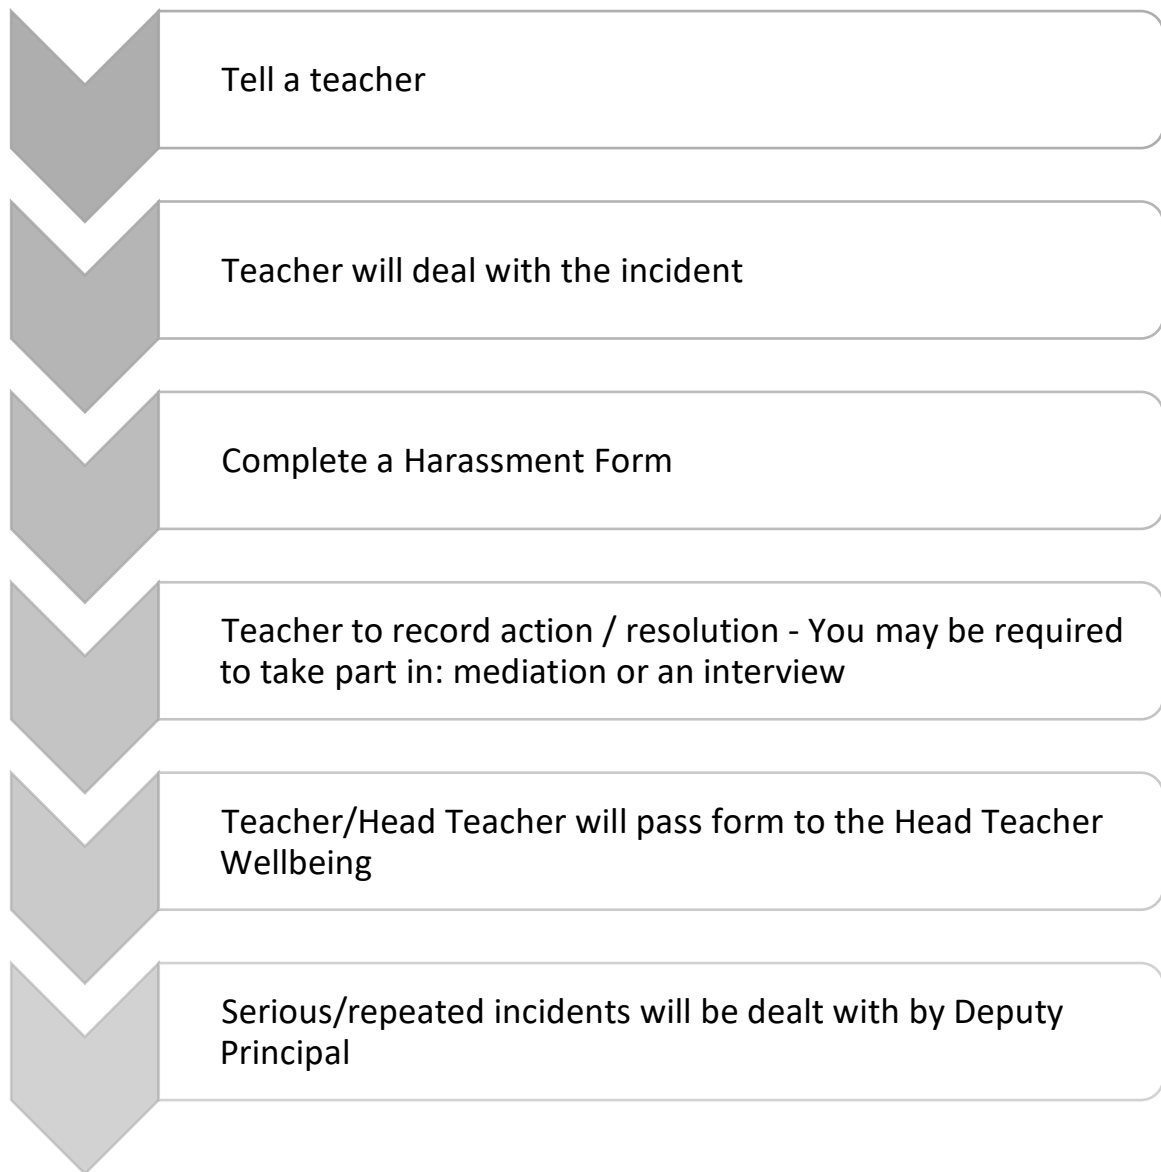 Tell a teacher
Teacher will deal with the incident
Complete a Harassment Form
Teacher to record action / resolution - You may be required
to take part in: mediation or an interview
Teacher/Head Teacher will pass form to the Head Teacher
Wellbeing
Serious/repeated incidents will be dealt with by Deputy
Principal